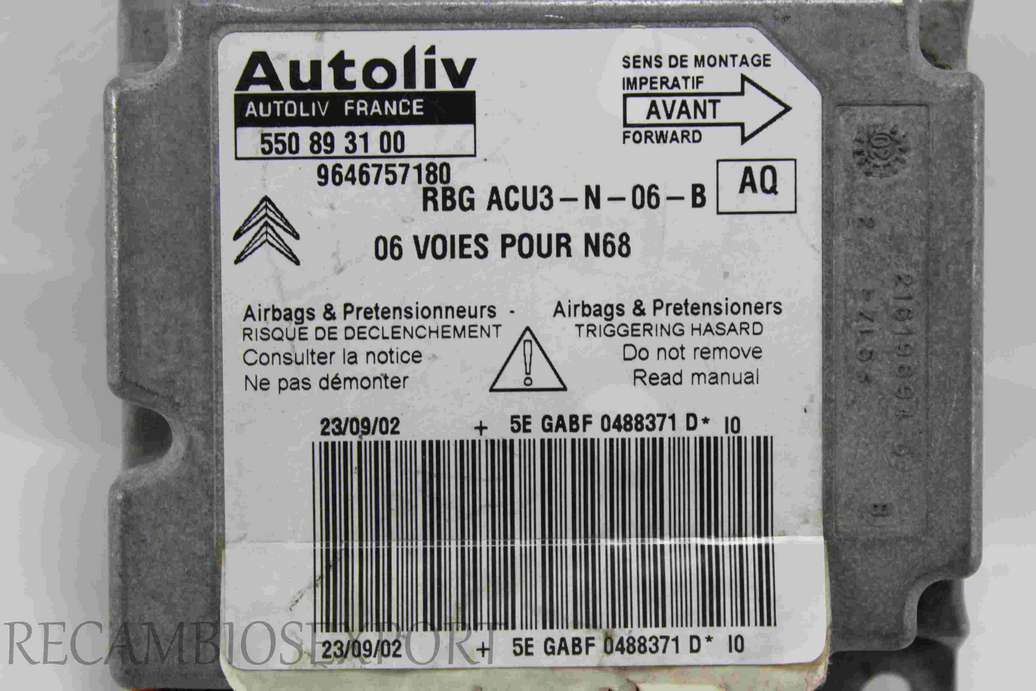 Autoliv
AUTOLIV FRANCE
550 89 31 00
9646757180
SENS DE MONTAGE
IMPERATIF
AVANT
FORWARD
RBG ACU3-N-06-B
AQ
06 VOIES POUR N68
Airbags & Pretensionneurs -
RISQUE DE DECLENCHEMENT
Consulter la notice
Ne pas démonter
Airbags & Pretensioners
TRIGGERING HASARD
Do not remove
Read manual
23/09/02 + 5E GABF 0488371 D* I0
23/09/02 + 5E GABF 0488371 D* I0
RECAMBIOSEXPORT